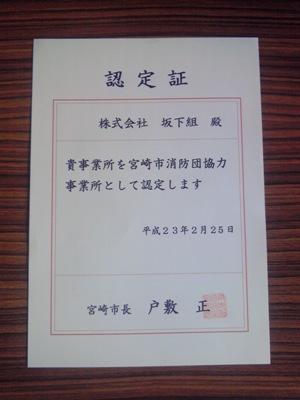 認定証
株式会社 坂下組 殿
貴事業所を宮崎市消防団協力
事業所として認定します
平成23年2月25日
宮崎市長 戸敷 正